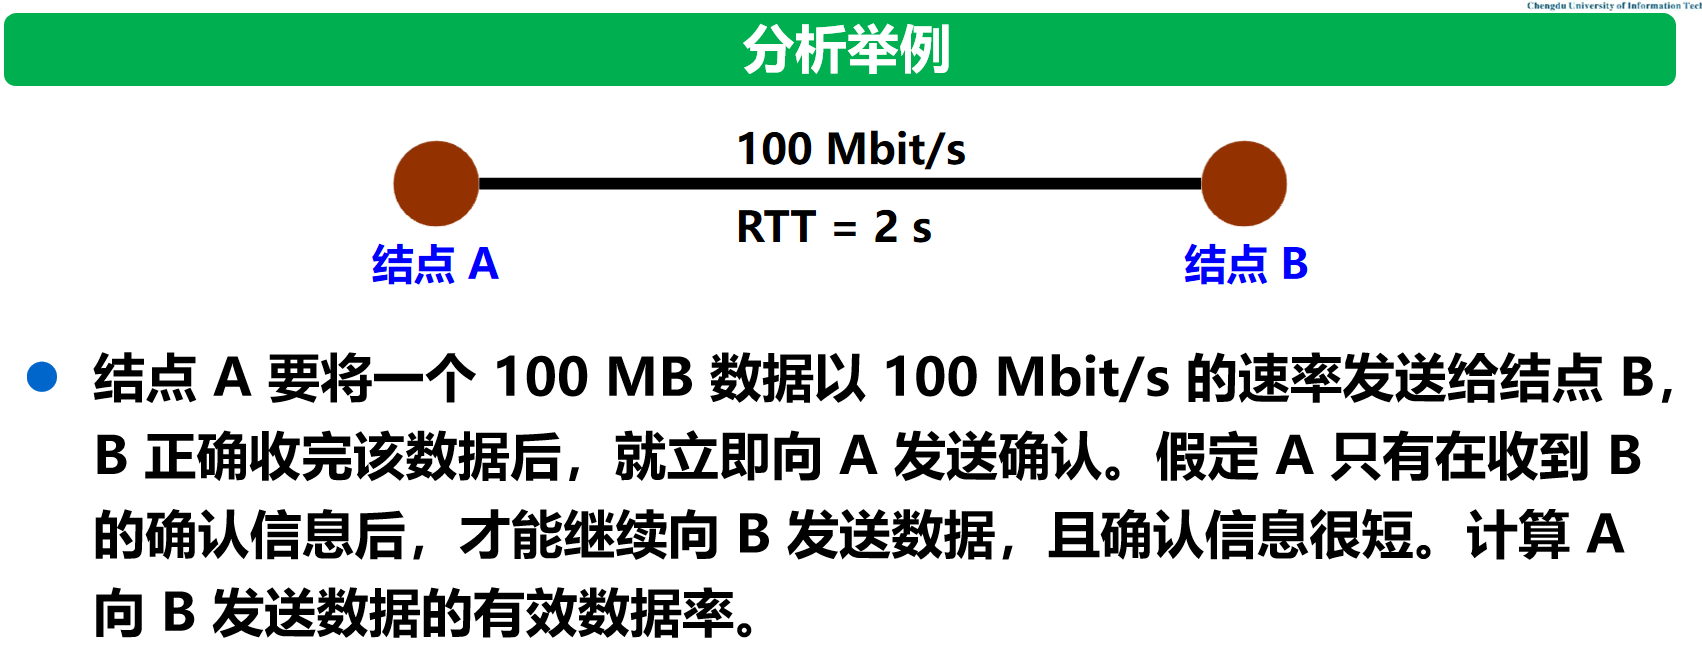 Chengdu University of Information Tech
分析举例
100 Mbit/s
RTT = 2 s
结点 A
结点 B
结点 A 要将一个 100 MB 数据以 100 Mbit/s 的速率发送给结点 B，
B 正确收完该数据后，就立即向 A 发送确认。假定 A 只有在收到 B
的确认信息后，才能继续向 B 发送数据，且确认信息很短。计算 A
向 B 发送数据的有效数据率。